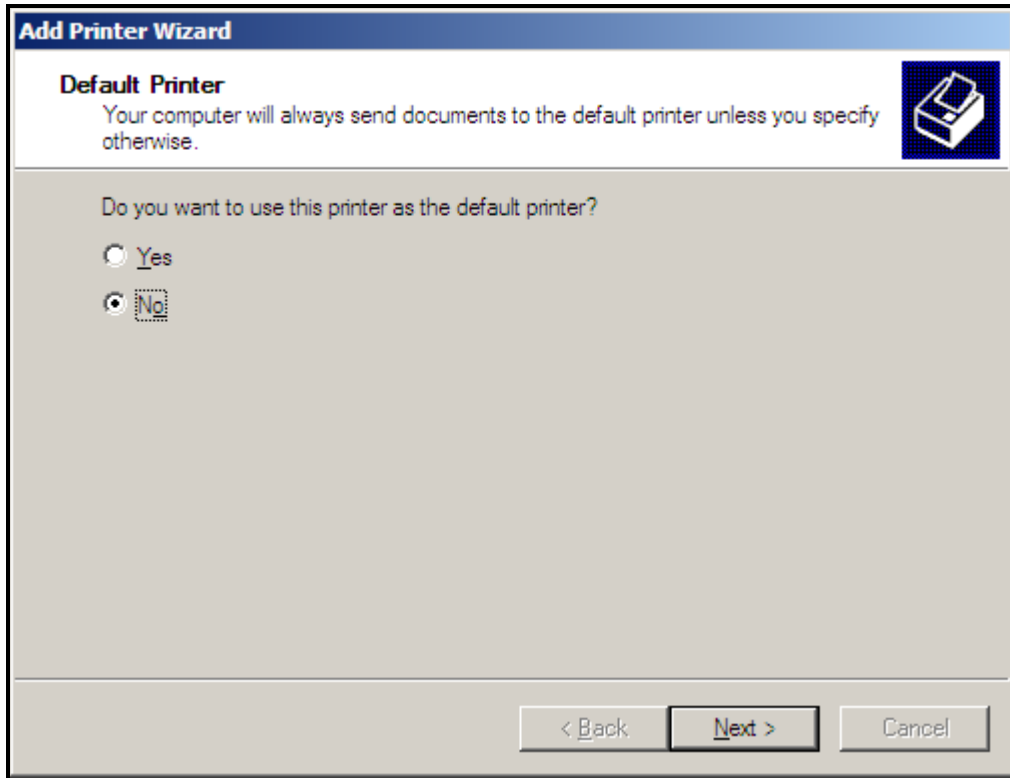 Add Printer Wizard
Default Printer
Your computer will always send documents to the default printer unless you specify
otherwise.
Do you want to use this printer as the default printer?
Yes
No
< Back
Next >
Cancel